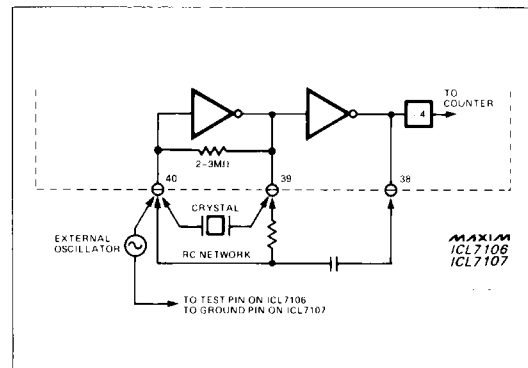 TO
COUNTER
4
2-3MΩ
40
39
38
CRYSTAL
EXTERNAL
OSCILLATOR
RC NETWORK
MAXIM
ICL7106
ICL7107
TO TEST PIN ON ICL7106
TO GROUND PIN ON ICL7107